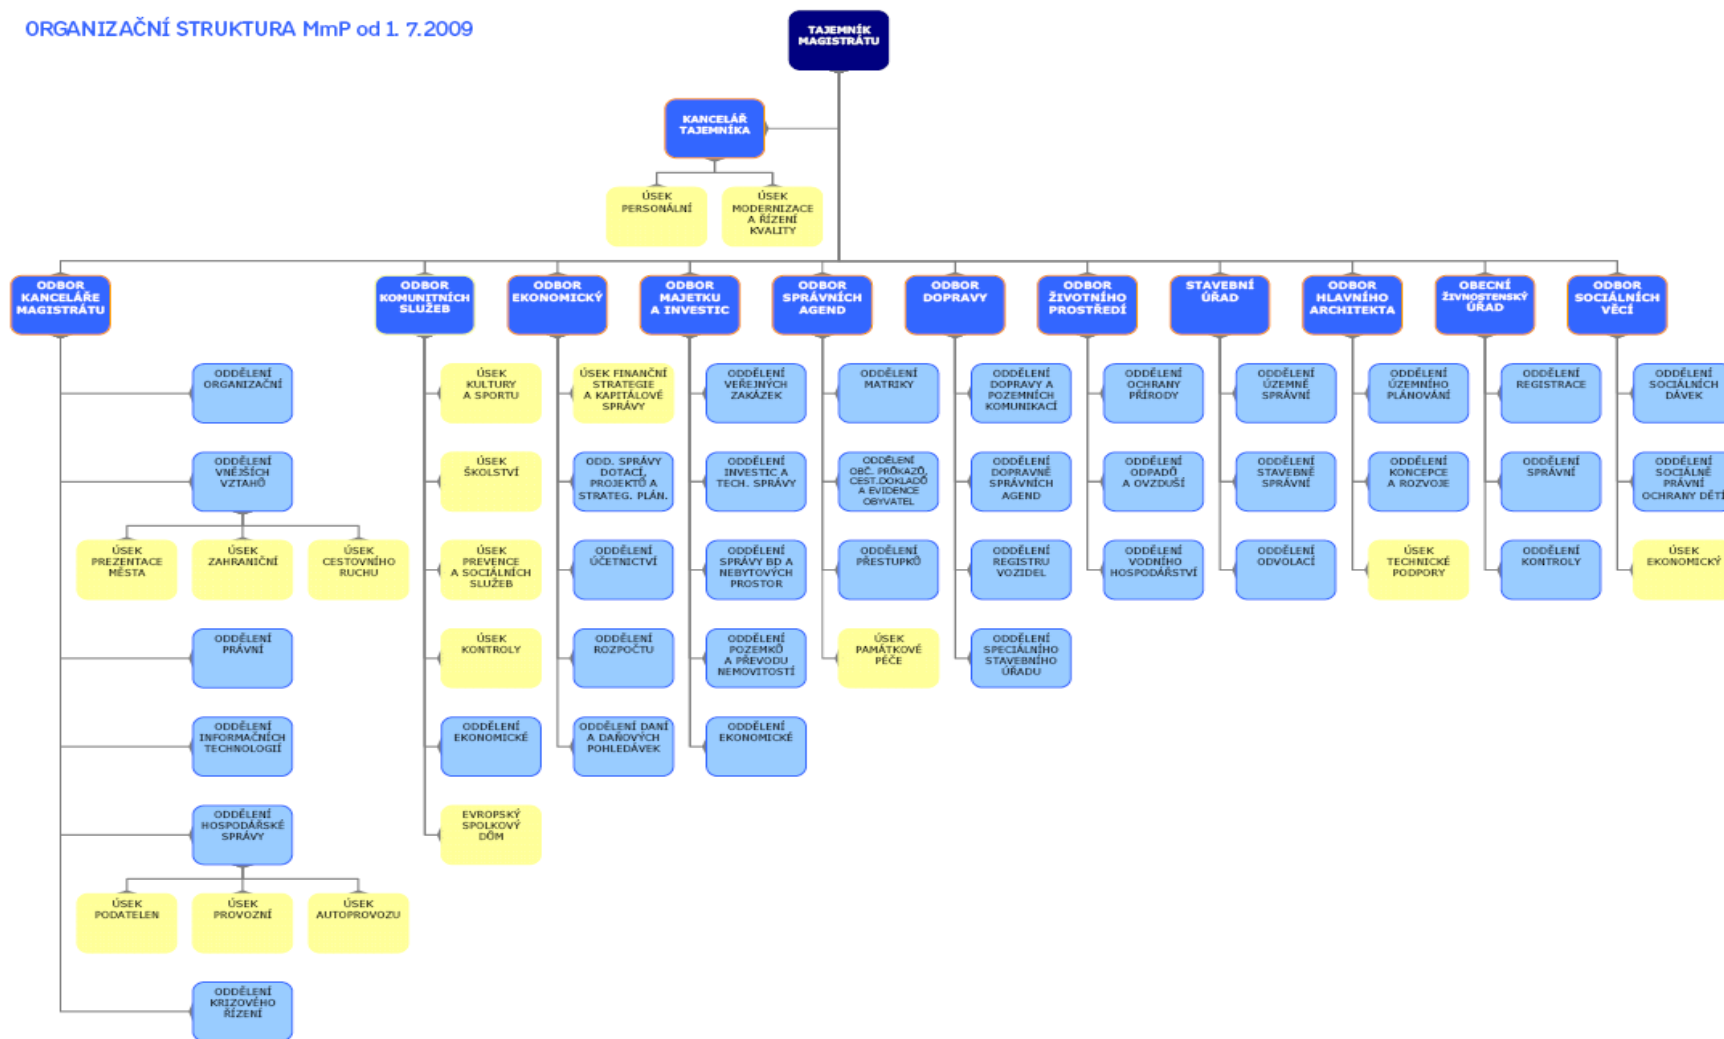 ORGANIZAČNÍ STRUKTURA MmP od 1. 7.2009
TAJEMNÍK
MAGISTRÁTU
KANCELÁŘ
TAJEMNÍKA
ÚSEK
PERSONÁLNÍ
ÚSEK
MODERNIZACE
A ŘÍZENÍ
KVALITY
ODBOR
KANCELÁŘE
MAGISTRÁTU
ODBOR
KOMUNITNÍCH
SLUŽEB
ODBOR
EKONOMICKÝ
ODBOR
MAJETKU
A INVESTIC
ODBOR
SPRÁVNÍCH
AGEND
ODBOR
DOPRAVY
ODBOR
ŽIVOTNÍHO
PROSTŘEDÍ
STAVEBNÍ
ÚŘAD
ODBOR
HLAVNÍHO
ARCHITEKTA
OBECNÍ
ŽIVNOSTENSKÝ
ÚŘAD
ODBOR
SOCIÁLNÍCH
VĚCÍ
ODDĚLENÍ
ORGANIZAČNÍ
ÚSEK
KULTURY
A SPORTU
ÚSEK FINANČNÍ
STRATEGIE
A KAPITÁLOVÉ
SPRÁVY
ODDĚLENÍ
VEŘEJNÝCH
ZAKÁZEK
ODDĚLENÍ
MATRIKY
ODDĚLENÍ
DOPRAVY A
POZEMNÍCH
KOMUNIKACÍ
ODDĚLENÍ
OCHRANY
PŘÍRODY
ODDĚLENÍ
ÚZEMNĚ
SPRÁVNÍ
ODDĚLENÍ
ÚZEMNÍHO
PLÁNOVÁNÍ
ODDĚLENÍ
REGISTRACE
ODDĚLENÍ
SOCIÁLNÍCH
DÁVEK
ODDĚLENÍ
VNĚJŠÍCH
VZTAHŮ
ÚSEK
ŠKOLSTVÍ
ODD. SPRÁVY
DOTACÍ,
PROJEKTŮ A
STRATEG. PLÁN.
ODDĚLENÍ
INVESTIC A
TECH. SPRÁVY
ODDĚLENÍ
OBČ. PRŮKAZŮ,
CEST.DOKLADŮ
A EVIDENCE
OBYVATEL
ODDĚLENÍ
DOPRAVNĚ
SPRÁVNÍCH
AGEND
ODDĚLENÍ
ODPADŮ
A OVZDUŠÍ
ODDĚLENÍ
STAVEBNĚ
SPRÁVNÍ
ODDĚLENÍ
KONCEPCE
A ROZVOJE
ODDĚLENÍ
SPRÁVNÍ
ODDĚLENÍ
SOCIÁLNĚ
PRÁVNÍ
OCHRANY DĚTÍ
ÚSEK
PREZENTACE
MĚSTA
ÚSEK
ZAHRANIČNÍ
ÚSEK
CESTOVNÍHO
RUCHU
ÚSEK
PREVENCE
A SOCIÁLNÍCH
SLUŽEB
ODDĚLENÍ
ÚČETNICTVÍ
ODDĚLENÍ
SPRÁVY BD A
NEBYTOVÝCH
PROSTOR
ODDĚLENÍ
PŘESTUPKŮ
ODDĚLENÍ
REGISTRU
VOZIDEL
ODDĚLENÍ
VODNÍHO
HOSPODÁŘSTVÍ
ODDĚLENÍ
ODVOLACÍ
ÚSEK
TECHNICKÉ
PODPORY
ODDĚLENÍ
KONTROLY
ÚSEK
EKONOMICKÝ
ODDĚLENÍ
PRÁVNÍ
ÚSEK
KONTROLY
ODDĚLENÍ
ROZPOČTU
ODDĚLENÍ
POZEMKŮ
A PŘEVODU
NEMOVITOSTÍ
ÚSEK
PAMÁTKOVÉ
PÉČE
ODDĚLENÍ
SPECIÁLNÍHO
STAVEBNÍHO
ÚŘADU
ODDĚLENÍ
INFORMAČNÍCH
TECHNOLOGIÍ
ODDĚLENÍ
EKONOMICKÉ
ODDĚLENÍ DANÍ
A DAŇOVÝCH
POHLEDÁVEK
ODDĚLENÍ
EKONOMICKÉ
ODDĚLENÍ
HOSPODÁŘSKÉ
SPRÁVY
EVROPSKÝ
SPOLKOVÝ
DŮM
ÚSEK
PODATELEN
ÚSEK
PROVOZNÍ
ÚSEK
AUTOPROVOZU
ODDĚLENÍ
KRIZOVÉHO
ŘÍZENÍ